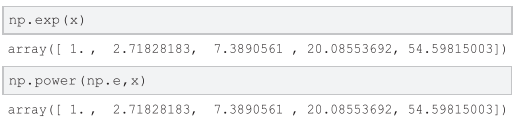 np.exp(x)
array([ 1. ,  2.71828183,  7.3890561 , 20.08553692, 54.59815003])
np.power(np.e,x)
array([ 1. ,  2.71828183,  7.3890561 , 20.08553692, 54.59815003])